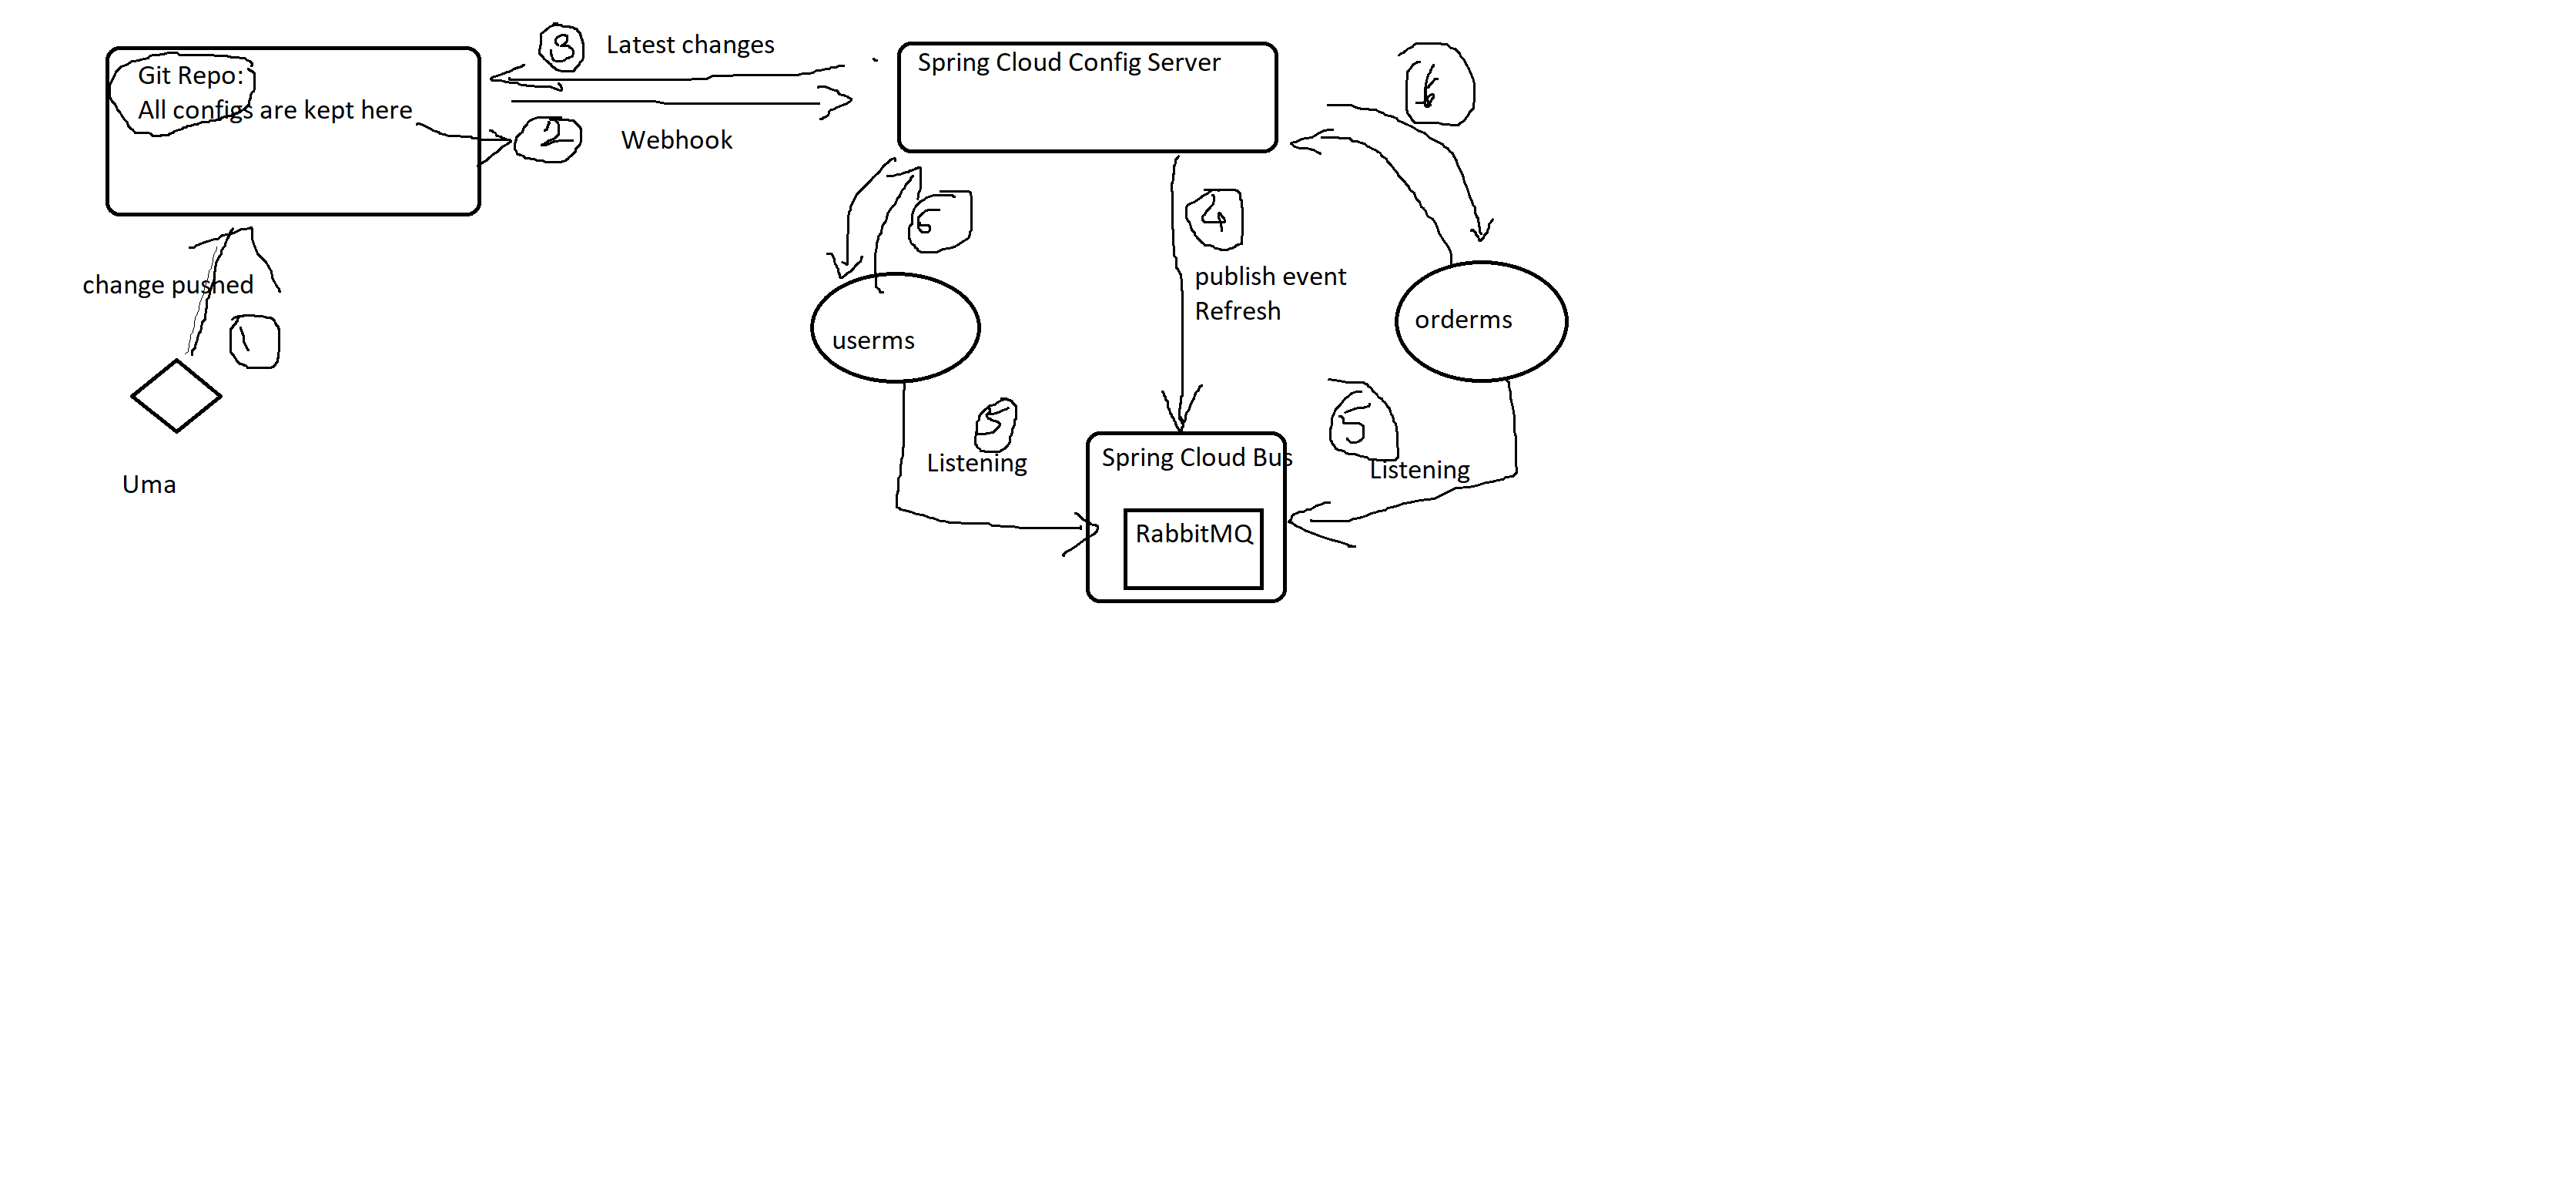 3
Latest changes
Spring Cloud Config Server
6
Git Repo:
All configs are kept here
2
Webhook
6
4
change pushed
publish event
Refresh
1
userms
orderms
5
Listening
5
Listening
Spring Cloud Bus
Uma
RabbitMQ